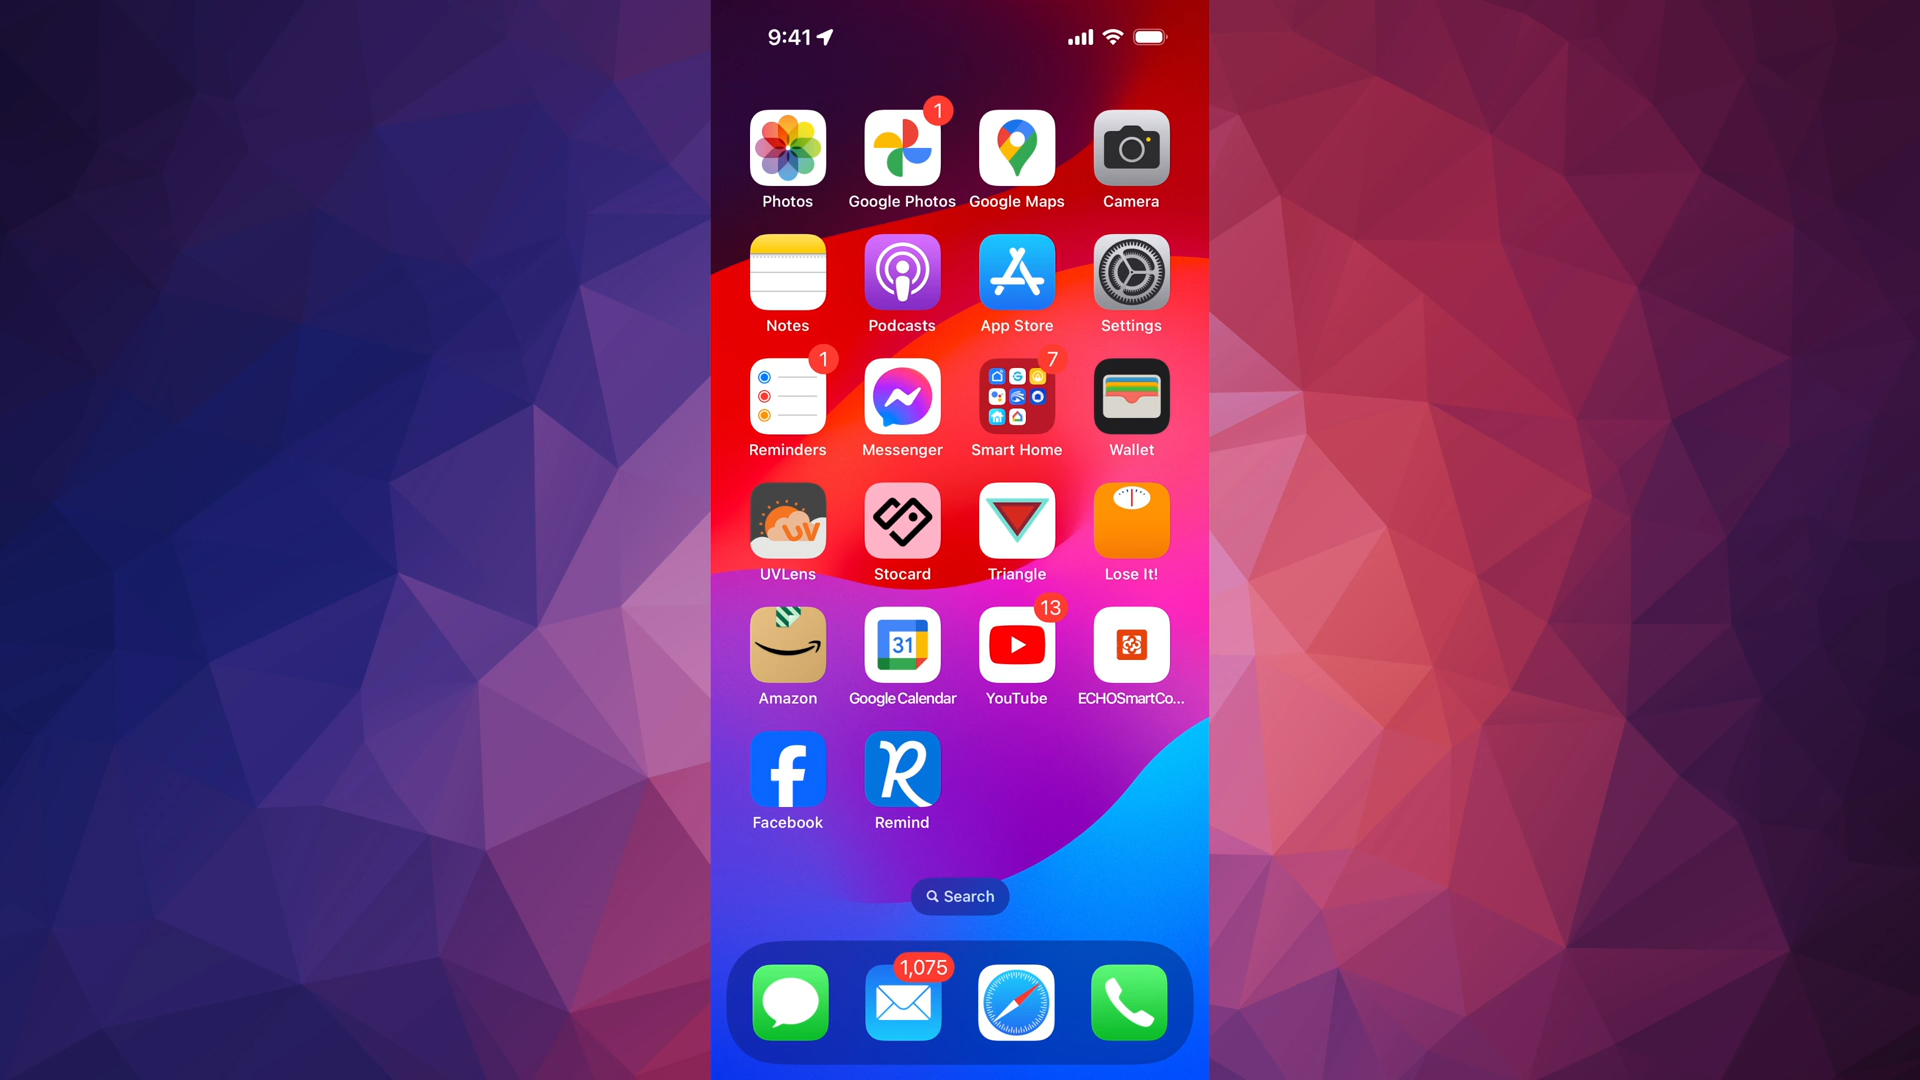 9:41
1
Photos Google Photos Google Maps Camera
Notes Podcasts App Store Settings
1 7
Reminders Messenger Smart Home Wallet
UV
UVLens Stocard Triangle Lose It!
31 13
Amazon Google Calendar YouTube ECHOSmartCo...
f R
Facebook Remind
Search
1,075